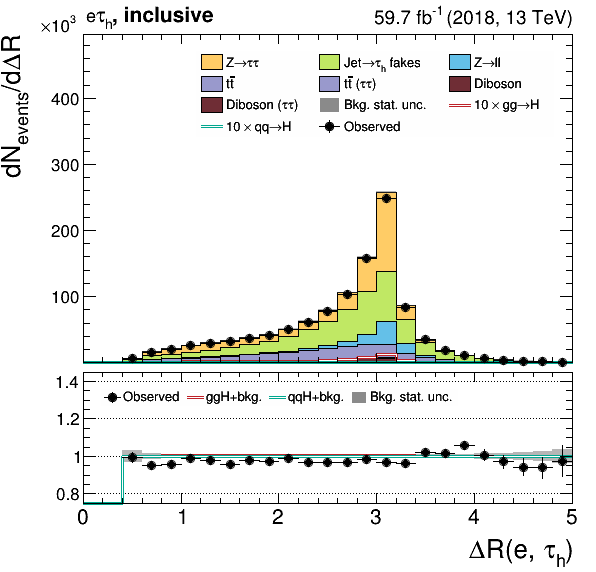 ×10³ eτₕ, inclusive 59.7 fb⁻¹ (2018, 13 TeV)
dN_events/dΔR
Z→ττ Jet→τₕ fakes Z→ll
tt̄ tt̄ (ττ) Diboson
Diboson (ττ) Bkg. stat. unc. 10 × gg→H
10 × qq→H Observed
400
300
200
100
1.4
Observed ggH+bkg. qqH+bkg. Bkg. stat. unc.
1.2
1
0.8
0 1 2 3 4 5
ΔR(e, τₕ)